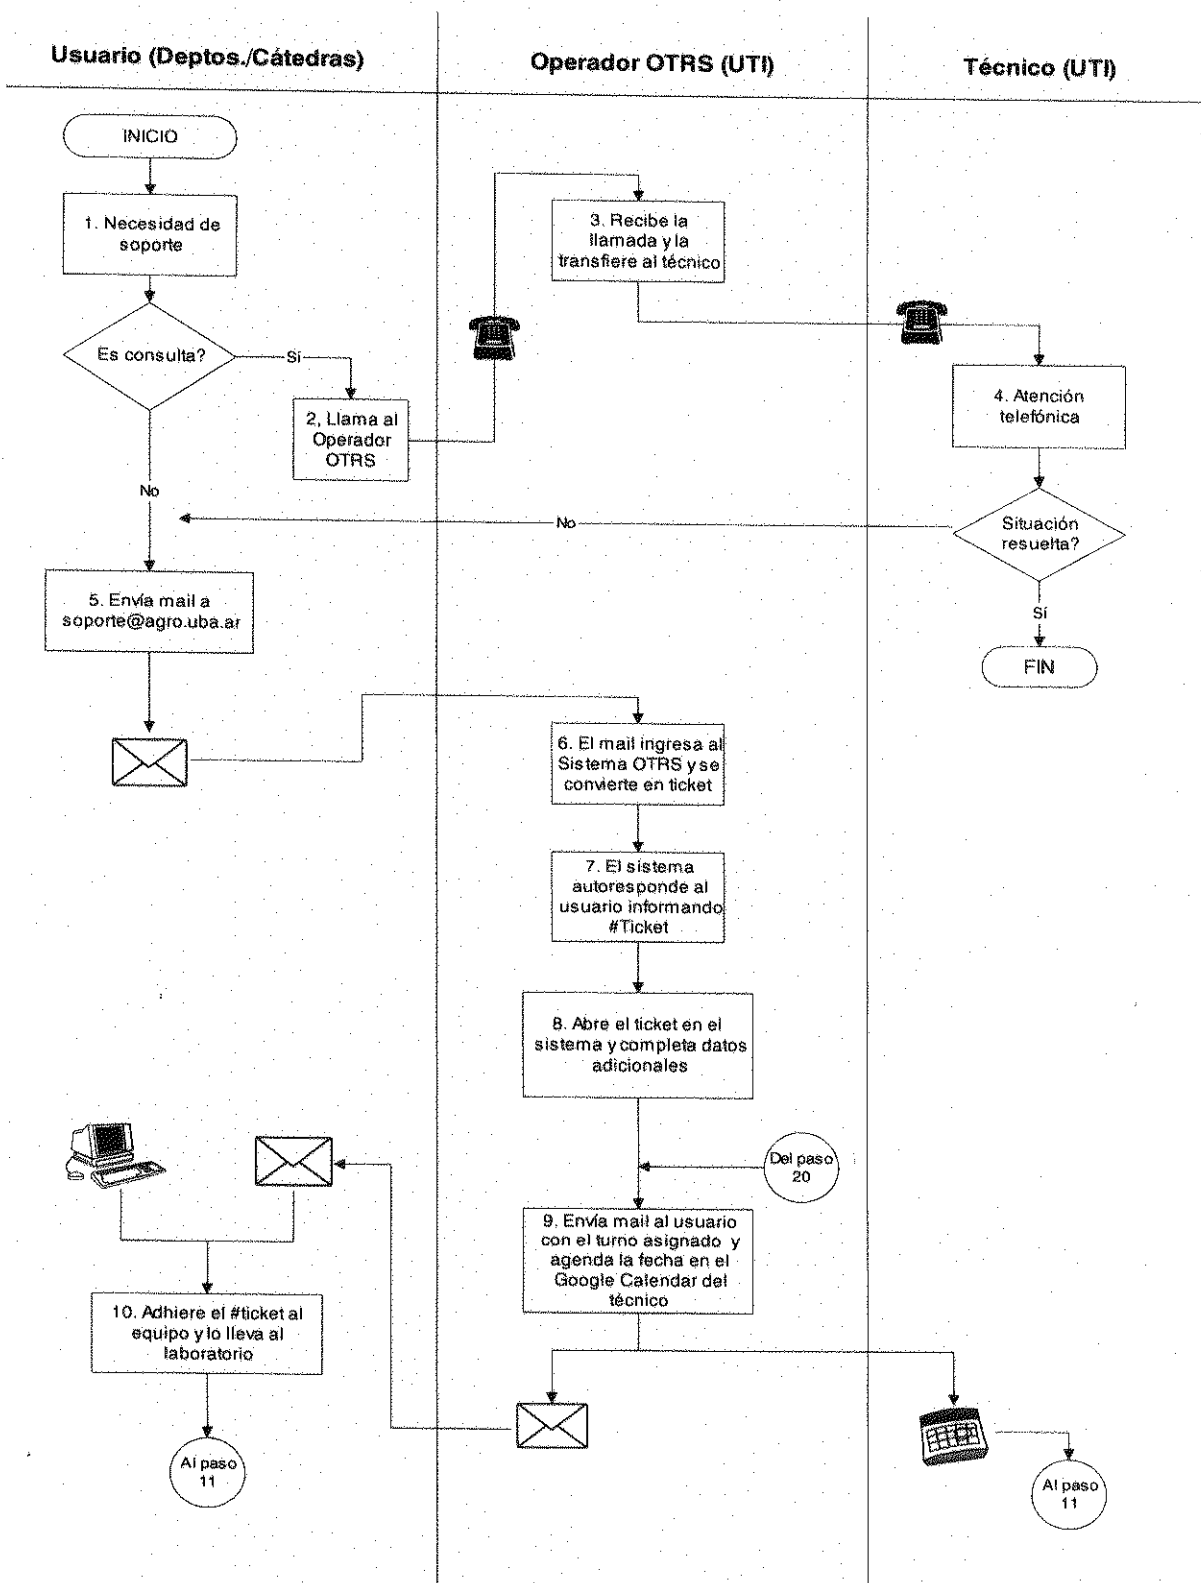 Usuario (Deptos./Cátedras)
Operador OTRS (UTI)
Técnico (UTI)
INICIO
1. Necesidad de
soporte
3. Recibe la
llamada y la
transfiere al técnico
Es consulta?
Sí
2, Llama al
Operador
OTRS
4. Atención
telefónica
No
No
Situación
resuelta?
Sí
FIN
5. Envía mail a
soporte@agro.uba.ar
6. El mail ingresa al
Sistema OTRS y se
convierte en ticket
7. El sistema
autoresponde al
usuario informando
#Ticket
8. Abre el ticket en el
sistema y completa datos
adicionales
Del paso
20
9. Envía mail al usuario
con el turno asignado y
agenda la fecha en el
Google Calendar del
técnico
10. Adhiere el #ticket al
equipo y lo lleva al
laboratorio
Al paso
11
Al paso
11